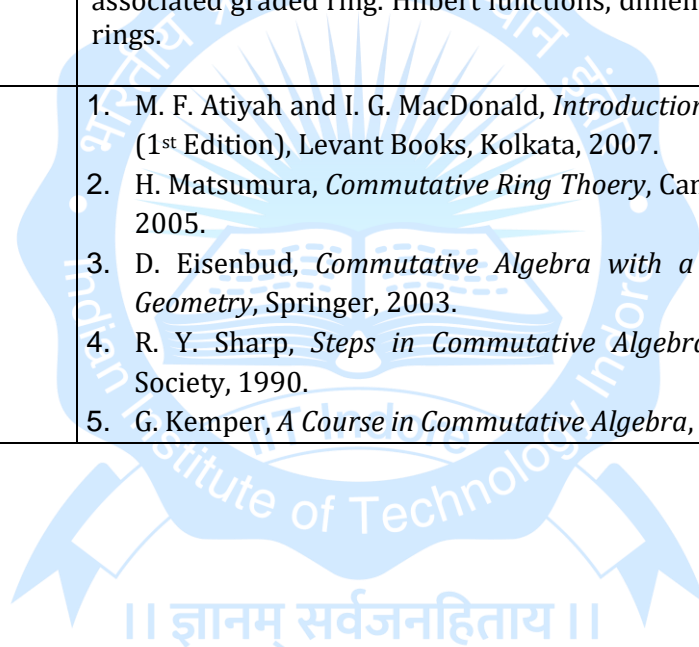 associated graded ring. Hilbert functions,
rings.
1. M. F. Atiyah and I. G. MacDonald, Introduction
(1st Edition), Levant Books, Kolkata, 2007.
2. H. Matsumura, Commutative Ring Thoery,
2005.
3. D. Eisenbud, Commutative Algebra with a
Geometry, Springer, 2003.
4. R. Y. Sharp, Steps in Commutative Algebra
Society, 1990.
5. G. Kemper, A Course in Commutative Algebra,
IIT Indore
Indian Institute of Technology Indore
।। ज्ञानम् सर्वजनहिताय ।।